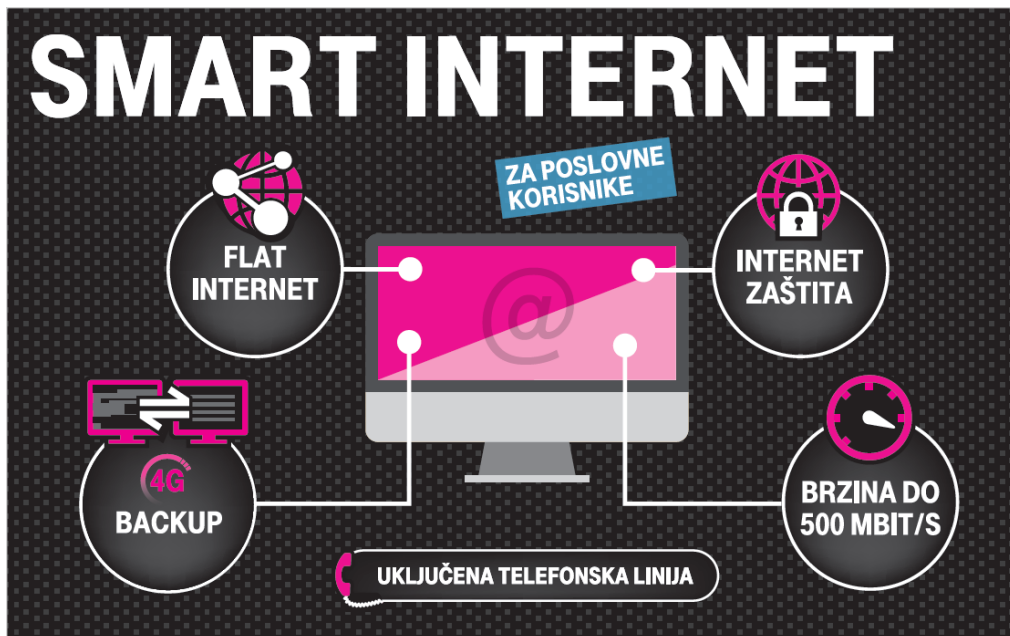 SMART INTERNET
ZA POSLOVNE
KORISNIKE
FLAT
INTERNET
INTERNET
ZAŠTITA
@
4G
BACKUP
BRZINA DO
500 MBIT/S
UKLJUČENA TELEFONSKA LINIJA